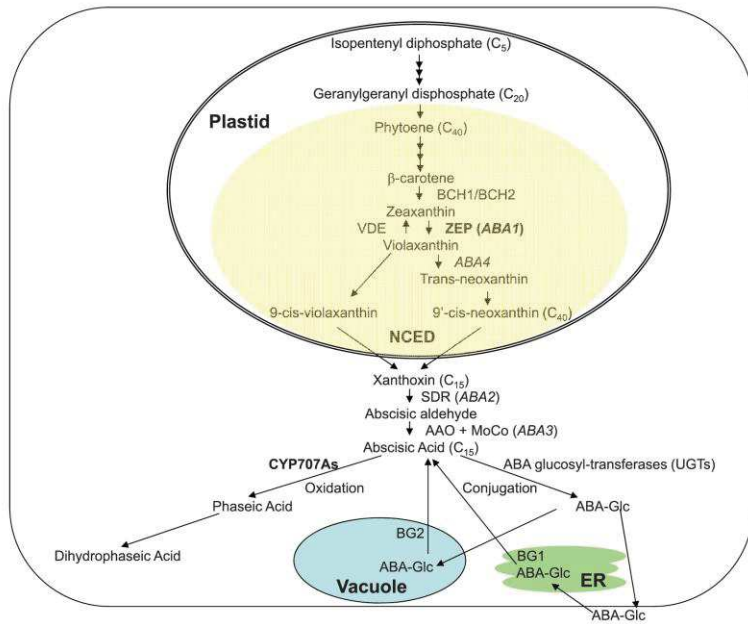 Isopentenyl diphosphate (C5)
Geranylgeranyl disphosphate (C20)
Plastid
Phytoene (C40)
β-carotene
BCH1/BCH2
Zeaxanthin
VDE
ZEP (ABA1)
Violaxanthin
ABA4
Trans-neoxanthin
9-cis-violaxanthin
9'-cis-neoxanthin (C40)
NCED
Xanthoxin (C15)
SDR (ABA2)
Abscisic aldehyde
AAO + MoCo (ABA3)
Abscisic Acid (C15)
CYP707As
ABA glucosyl-transferases (UGTs)
Oxidation
Conjugation
Phaseic Acid
ABA-Glc
BG2
Dihydrophaseic Acid
ABA-Glc
BG1
ABA-Glc
Vacuole
ER
ABA-Glc